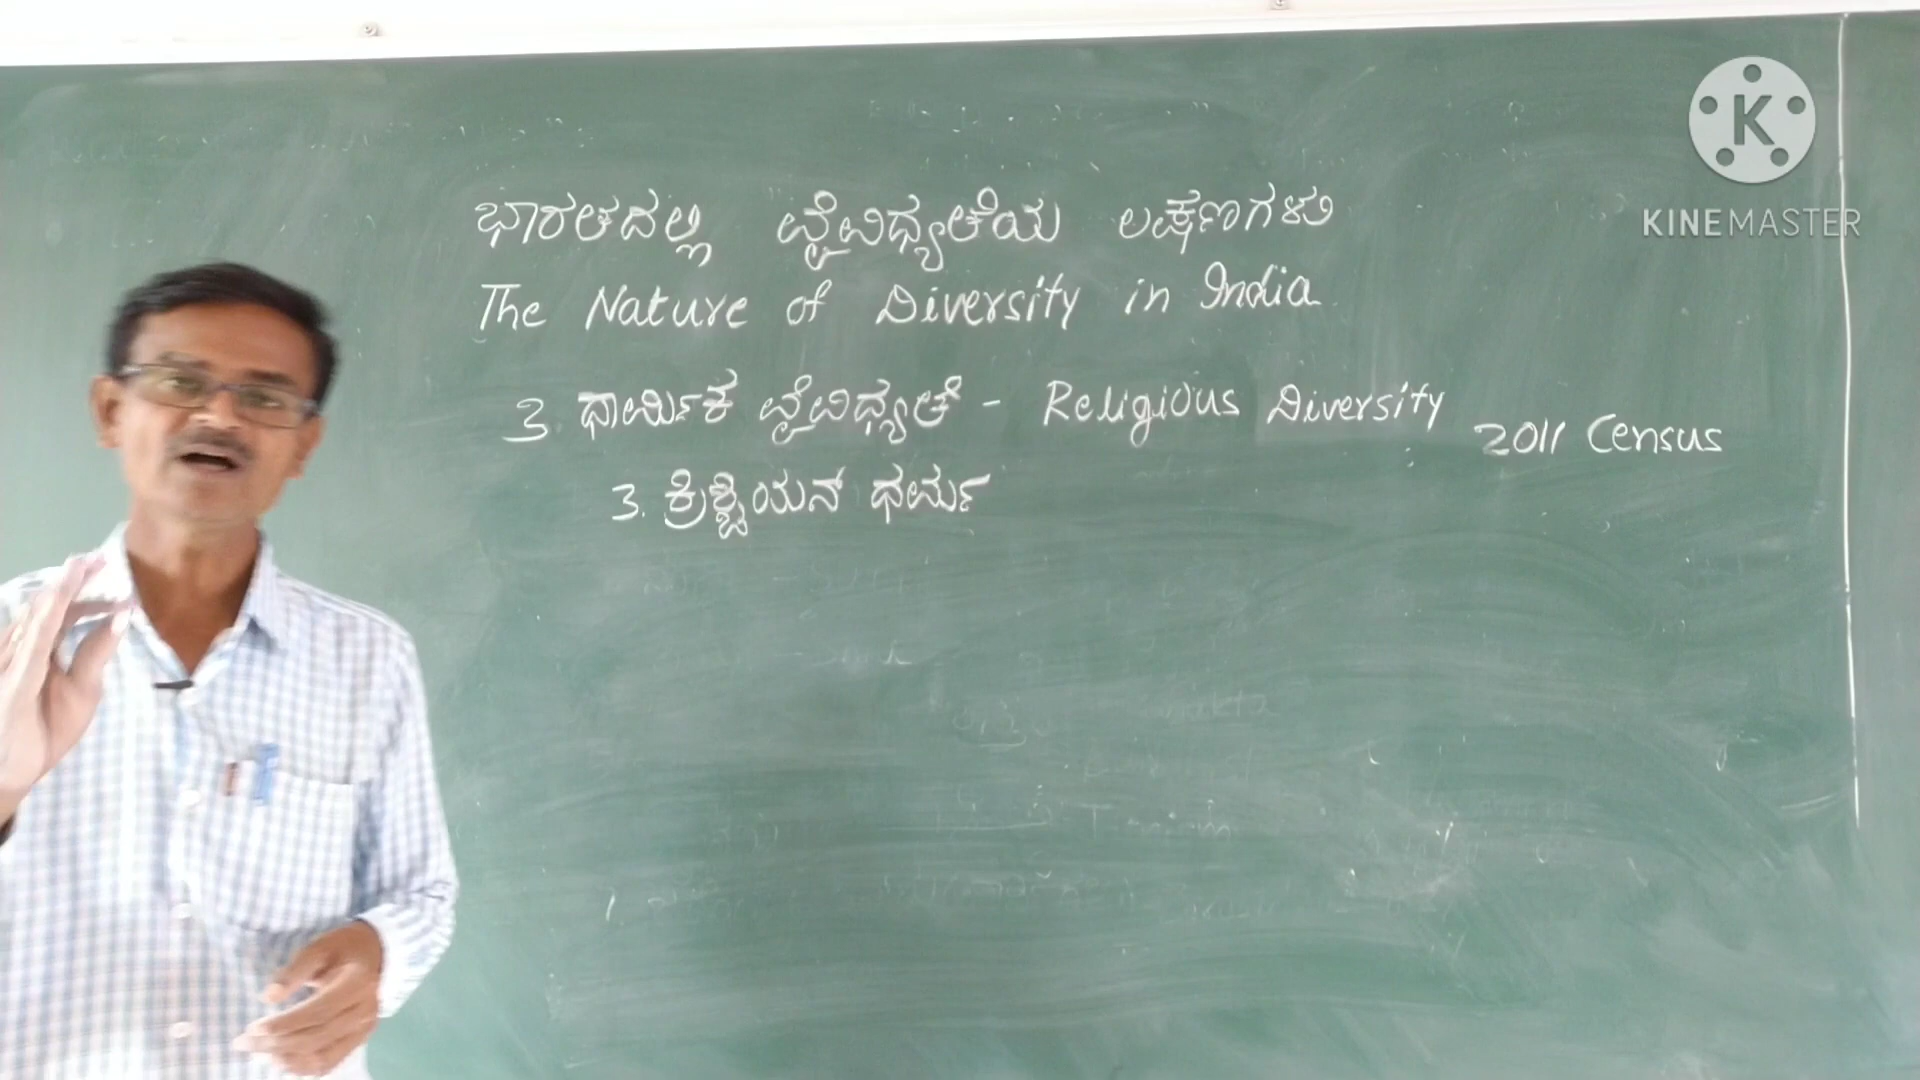 ಭಾರತದಲ್ಲಿ ವೈವಿಧ್ಯತೆಯ ಲಕ್ಷಣಗಳು
The Nature of Diversity in India
3 ಧಾರ್ಮಿಕ ವೈವಿಧ್ಯತೆ - Religious Diversity
2011 Census
3. ಕ್ರಿಶ್ಚಿಯನ್ ಧರ್ಮ
K
KINEMASTER